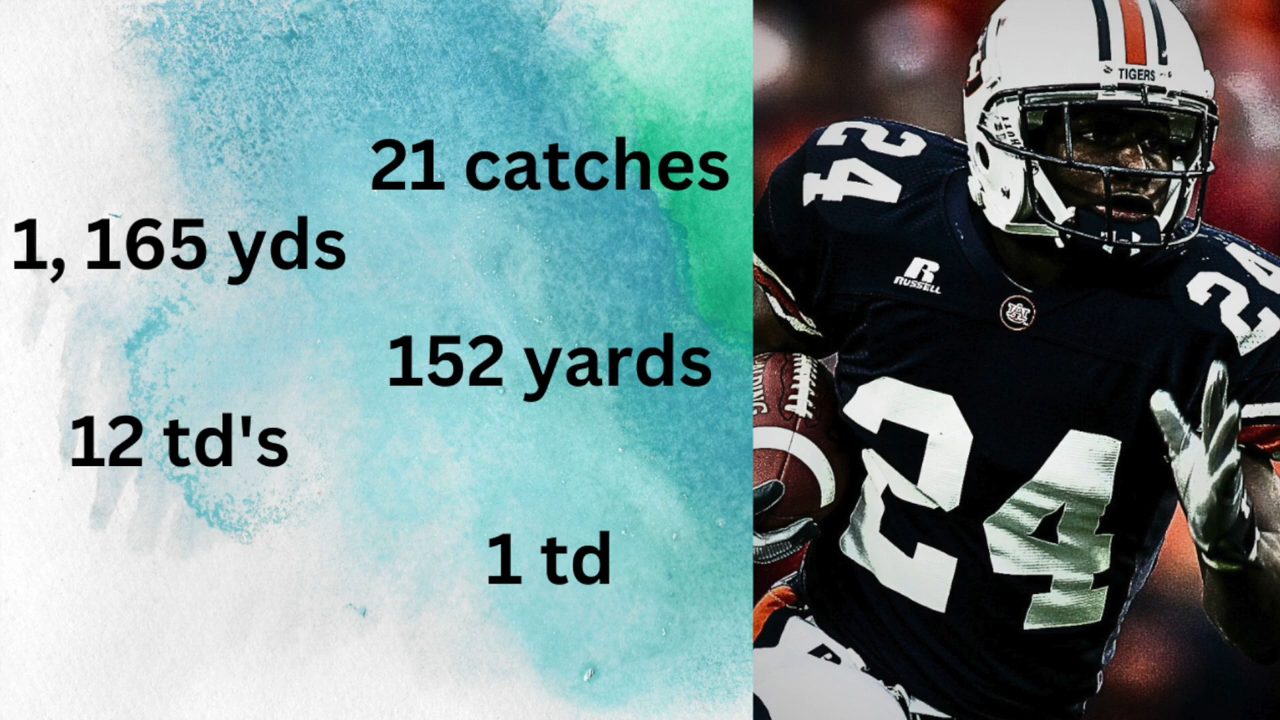 21 catches
1, 165 yds
152 yards
12 td's
1 td
TIGERS
24
24
R
RUSSELL
24